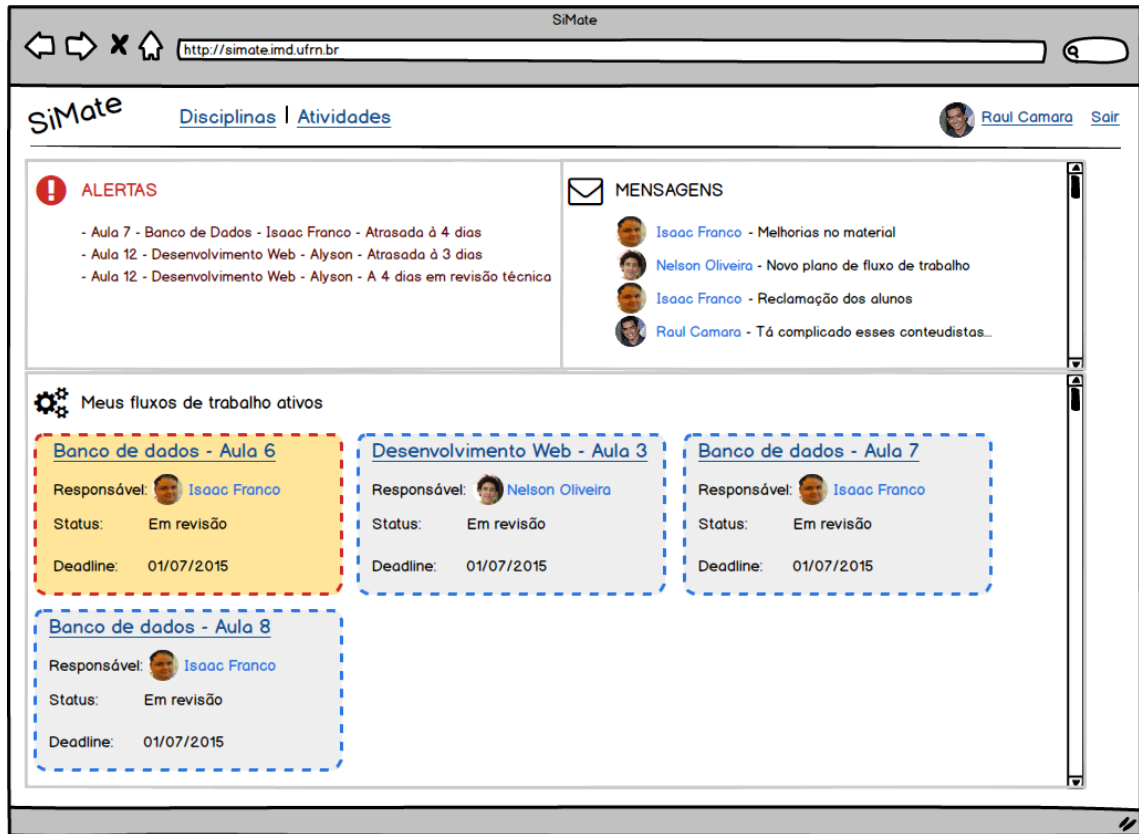 SiMate
http://simate.imd.ufrn.br
SiMate
Disciplinas | Atividades
Raul Camara Sair
ALERTAS
- Aula 7 - Banco de Dados - Isaac Franco - Atrasada à 4 dias
- Aula 12 - Desenvolvimento Web - Alyson - Atrasada à 3 dias
- Aula 12 - Desenvolvimento Web - Alyson - A 4 dias em revisão técnica
MENSAGENS
Isaac Franco - Melhorias no material
Nelson Oliveira - Novo plano de fluxo de trabalho
Isaac Franco - Reclamação dos alunos
Raul Camara - Tá complicado esses conteudistas...
Meus fluxos de trabalho ativos
Banco de dados - Aula 6
Responsável: Isaac Franco
Status: Em revisão
Deadline: 01/07/2015
Desenvolvimento Web - Aula 3
Responsável: Nelson Oliveira
Status: Em revisão
Deadline: 01/07/2015
Banco de dados - Aula 7
Responsável: Isaac Franco
Status: Em revisão
Deadline: 01/07/2015
Banco de dados - Aula 8
Responsável: Isaac Franco
Status: Em revisão
Deadline: 01/07/2015